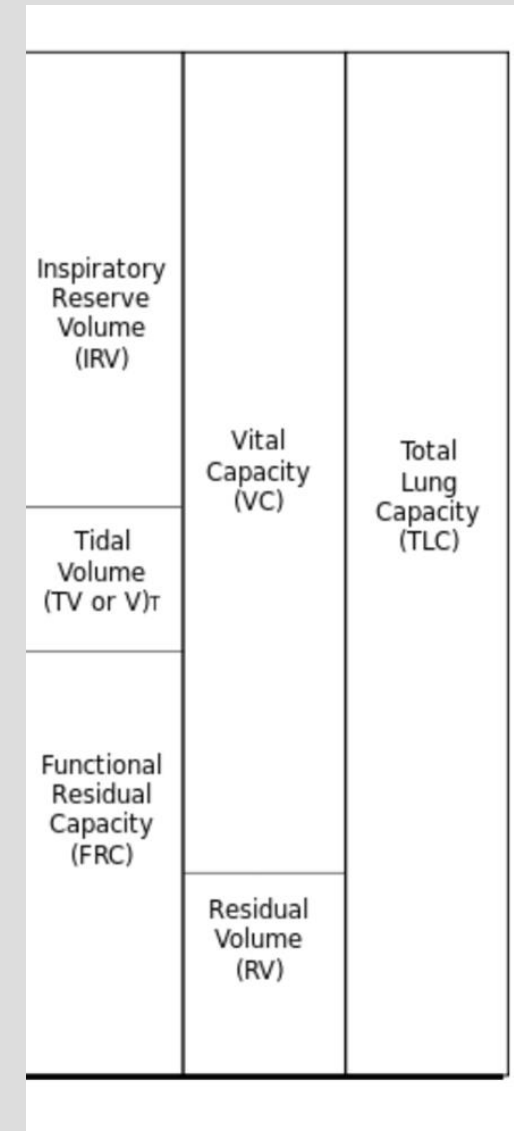 Inspiratory
Reserve
Volume
(IRV)
Tidal
Volume
(TV or V)T
Functional
Residual
Capacity
(FRC)
Vital
Capacity
(VC)
Residual
Volume
(RV)
Total
Lung
Capacity
(TLC)